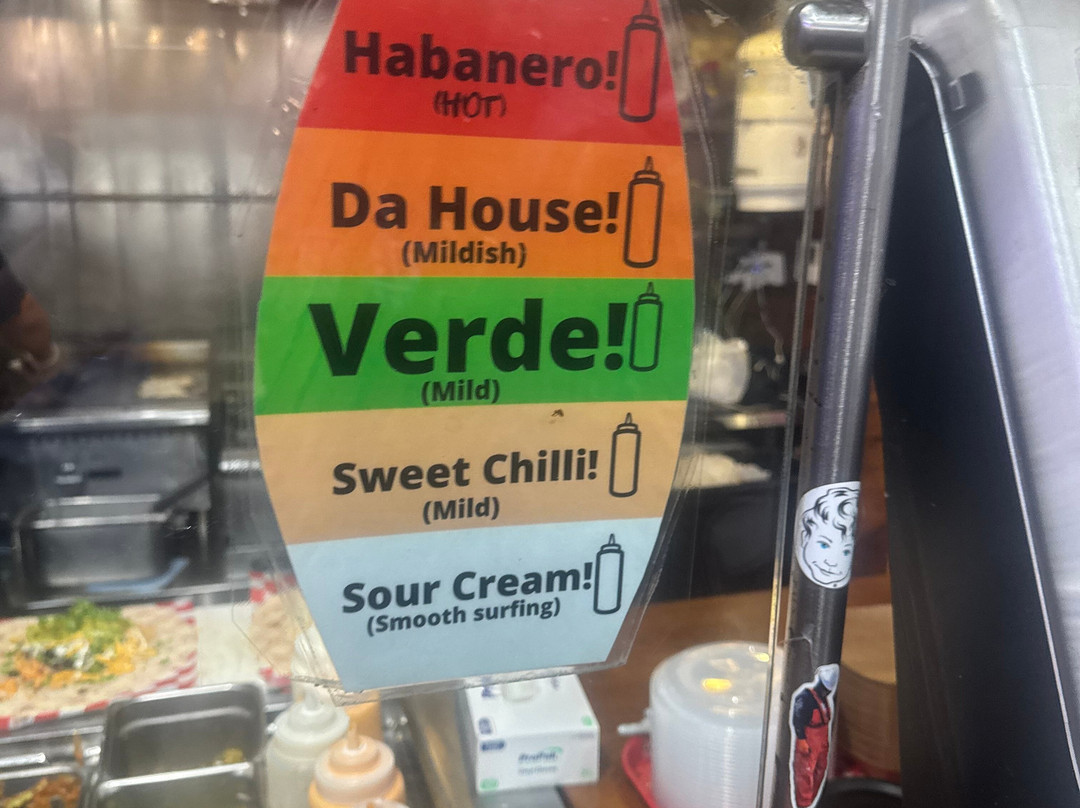 Habanero!
(HOT)
Da House!
(Mildish)
Verde!
(Mild)
Sweet Chilli!
(Mild)
Sour Cream!
(Smooth surfing)